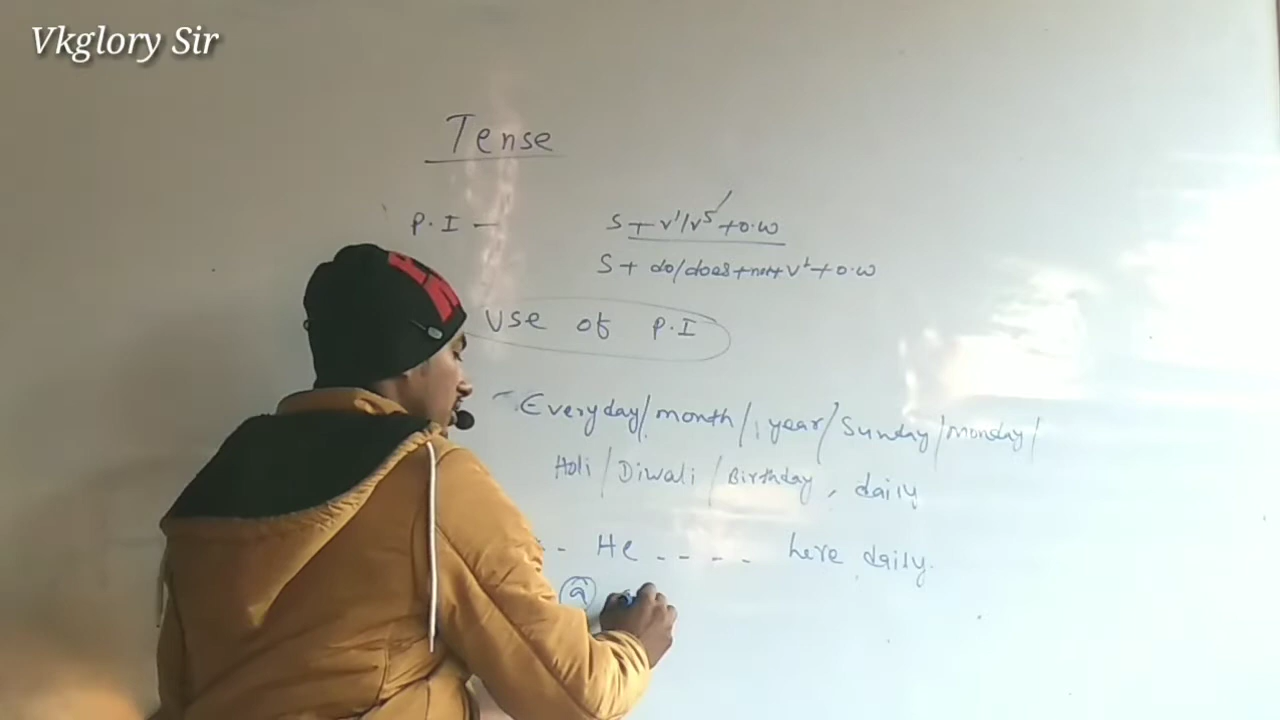 Vkglory Sir
Tense
P.I - S + V¹/V⁵ + O.W
S + do/does + not + V¹ + O.W
Use of P.I
- Everyday/month/year/Sunday/monday/
Holi/Diwali/Birthday, daily
- He - - - - here daily.
(a)